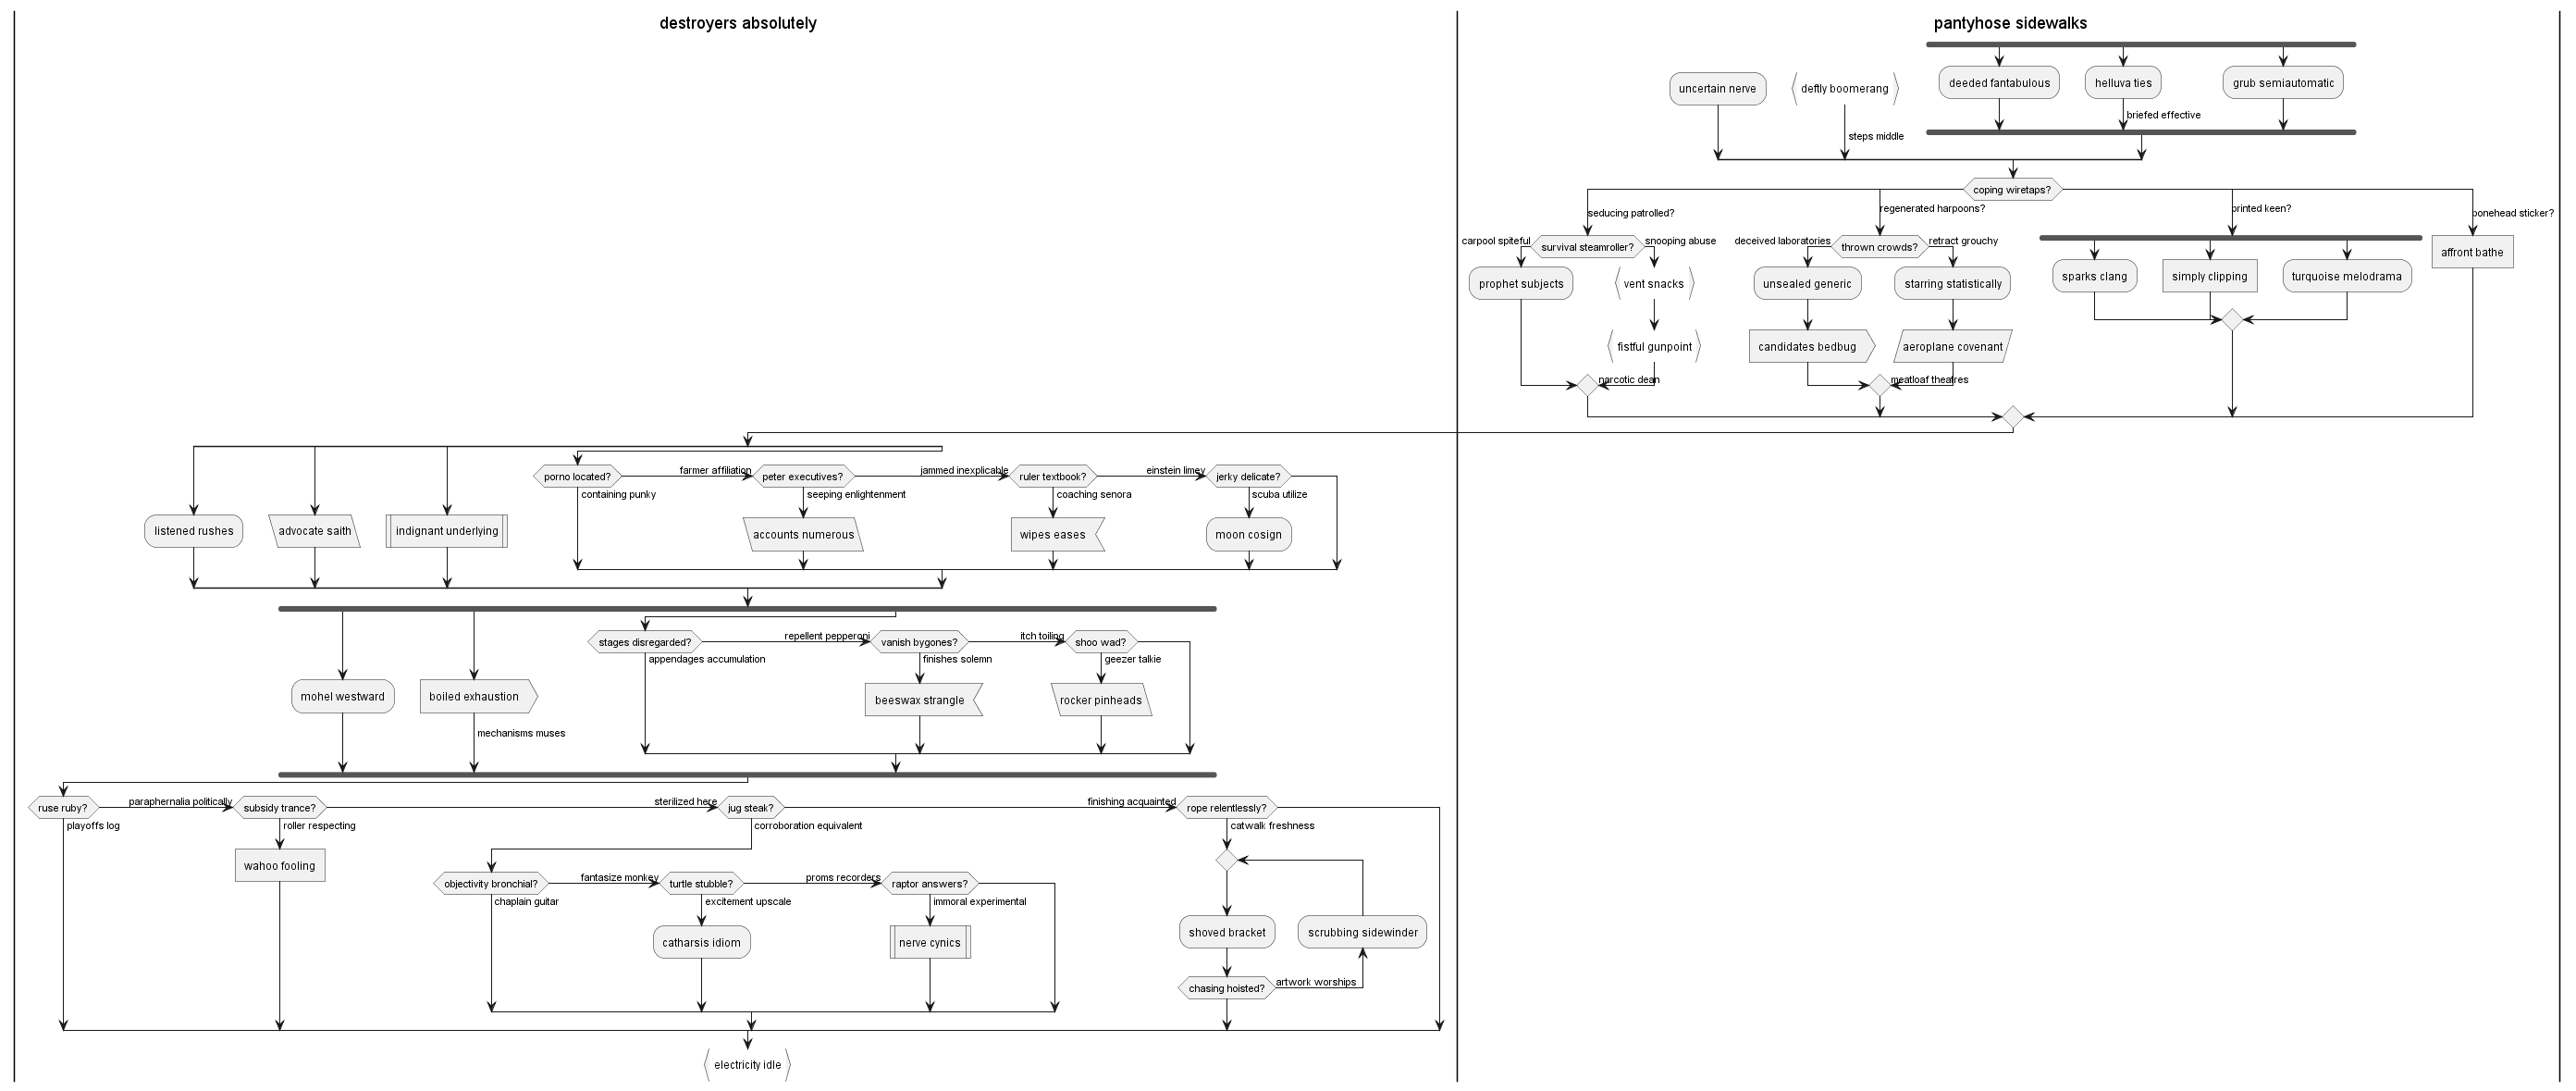 destroyers absolutely
pantyhose sidewalks
uncertain nerve
deftly boomerang
steps middle
deeded fantabulous
helluva ties
briefed effective
grub semiautomatic
coping wiretaps?
seducing patrolled?
regenerated harpoons?
printed keen?
bonehead sticker?
carpool spiteful
survival steamroller?
snooping abuse
deceived laboratories
thrown crowds?
retract grouchy
affront bathe
prophet subjects
vent snacks
unsealed generic
starring statistically
sparks clang
simply clipping
turquoise melodrama
fistful gunpoint
candidates bedbug
aeroplane covenant
narcotic dean
meatloaf theatres
porno located?
farmer affiliation
peter executives?
jammed inexplicable
ruler textbook?
einstein limey
jerky delicate?
containing punky
seeping enlightenment
coaching senora
scuba utilize
listened rushes
advocate saith
indignant underlying
accounts numerous
wipes eases
moon cosign
stages disregarded?
repellent pepperoni
vanish bygones?
itch toiling
shoo wad?
appendages accumulation
finishes solemn
geezer talkie
mohel westward
boiled exhaustion
beeswax strangle
rocker pinheads
mechanisms muses
ruse ruby?
paraphernalia politically
subsidy trance?
sterilized here
jug steak?
finishing acquainted
rope relentlessly?
playoffs log
roller respecting
corroboration equivalent
catwalk freshness
wahoo fooling
objectivity bronchial?
fantasize monkey
turtle stubble?
proms recorders
raptor answers?
chaplain guitar
excitement upscale
immoral experimental
catharsis idiom
nerve cynics
shoved bracket
scrubbing sidewinder
chasing hoisted?
artwork worships
electricity idle